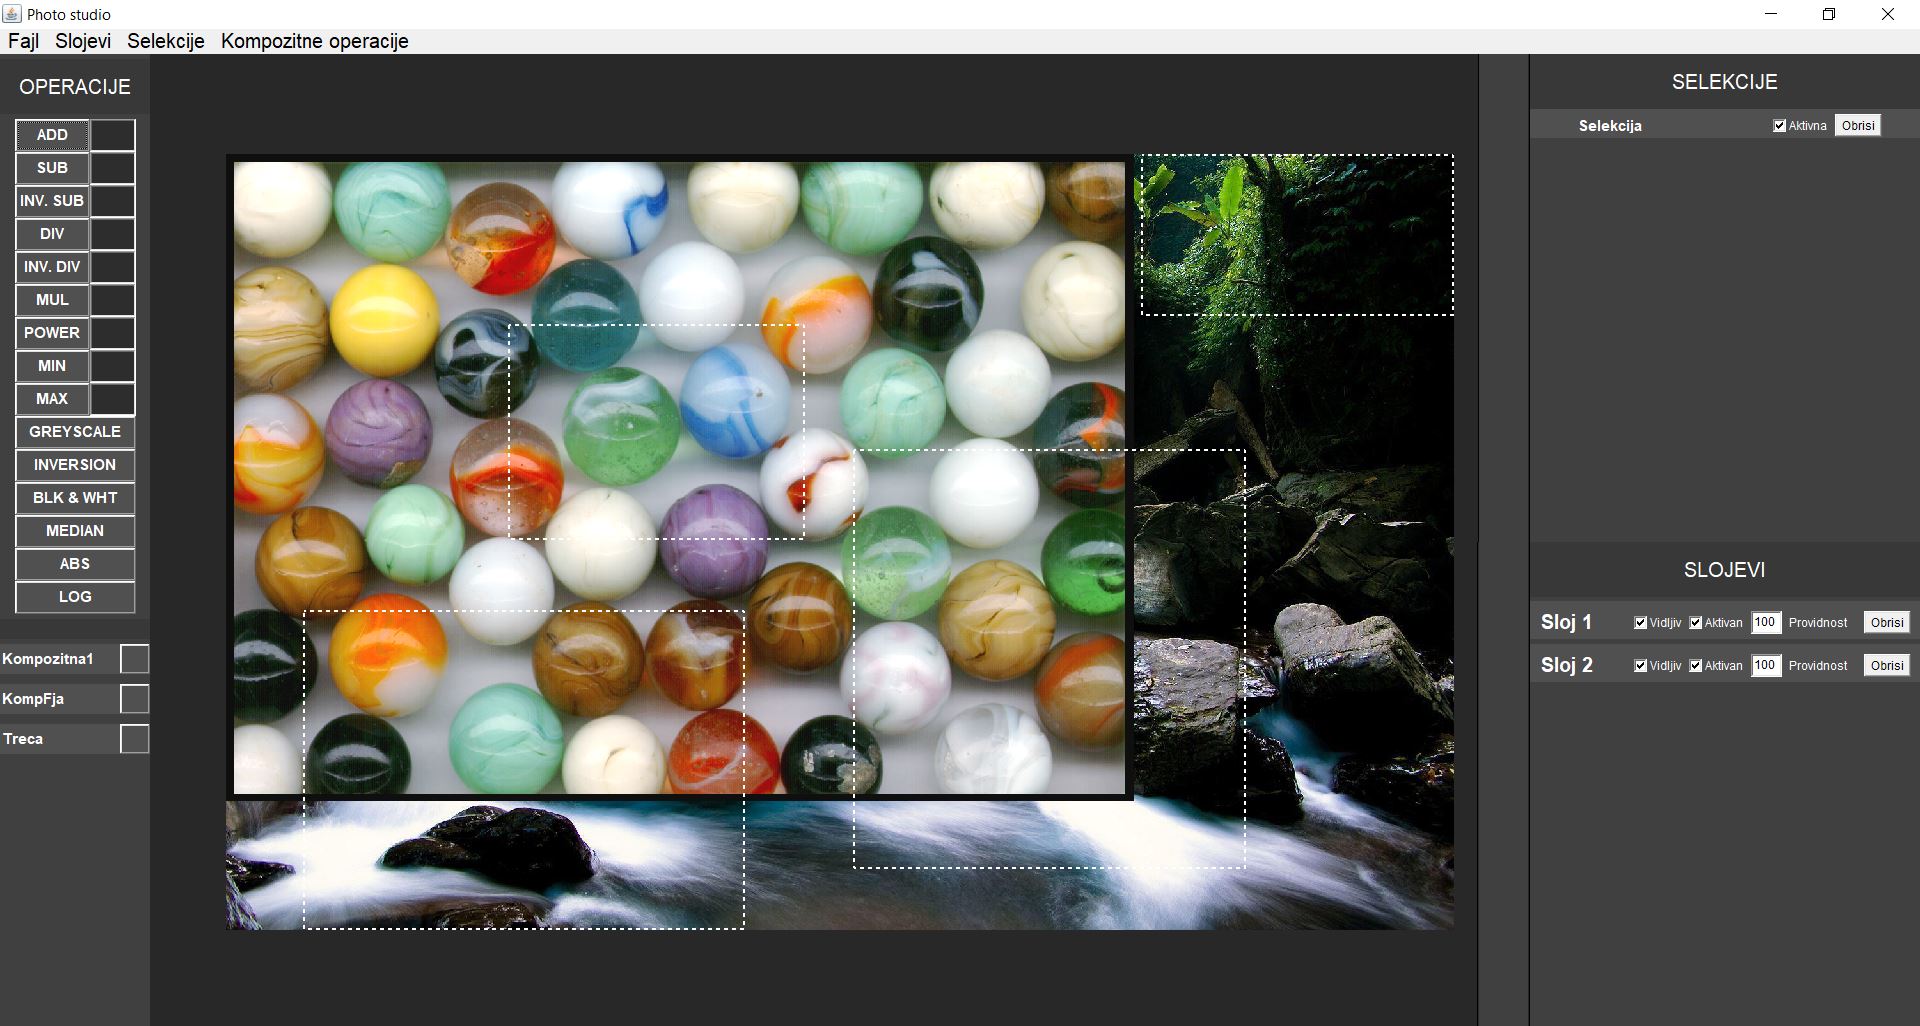 Photo studio
Fajl Slojevi Selekcije Kompozitne operacije
OPERACIJE
ADD
SUB
INV. SUB
DIV
INV. DIV
MUL
POWER
MIN
MAX
GREYSCALE
INVERSION
BLK & WHT
MEDIAN
ABS
LOG
Kompozitna1
KompFja
Treca
SELEKCIJE
Selekcija Aktivna Obrisi
SLOJEVI
Sloj 1 Vidljiv Aktivan 100 Providnost Obrisi
Sloj 2 Vidljiv Aktivan 100 Providnost Obrisi